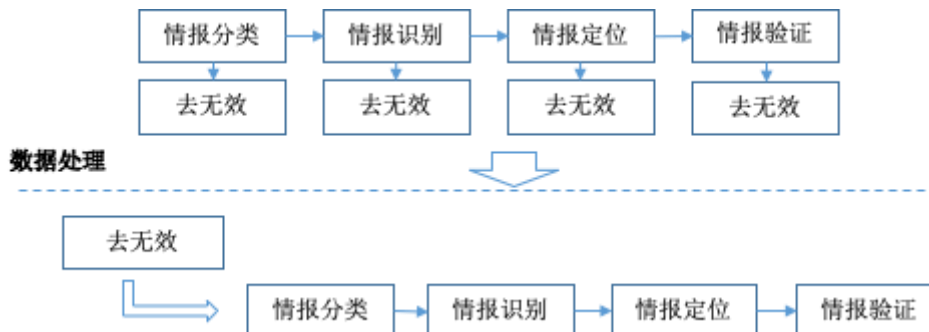 情报分类 情报识别 情报定位 情报验证
去无效 去无效 去无效 去无效
数据处理
去无效
情报分类 情报识别 情报定位 情报验证